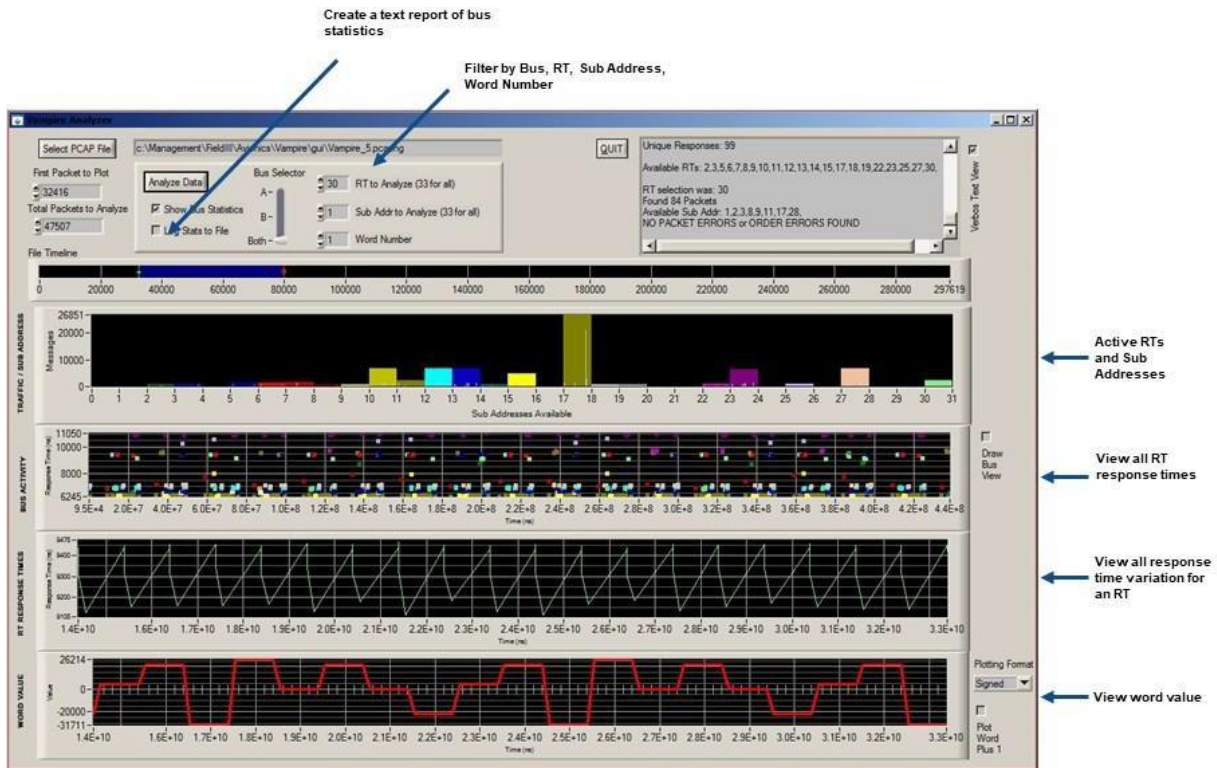 Create a text report of bus
statistics
Filter by Bus, RT, Sub Address,
Word Number
Vampire Analyzer
Select PCAP File
c:\Management\FieldIII\Avionics\Vampire\gui\Vampire_5.pcapng
QUIT
First Packet to Plot
32416
Total Packets to Analyze
47507
Analyze Data
Show Bus Statistics
Log Stats to File
Bus Selector
A-
B-
Both-
30 RT to Analyze (33 for all)
1 Sub Addr to Analyze (33 for all)
1 Word Number
Unique Responses: 99
Available RTs: 2,3,5,6,7,8,9,10,11,12,13,14,15,17,18,19,22,23,25,27,30,
RT selection was: 30
Found 84 Packets
Available Sub Addr: 1,2,3,8,9,11,17,28,
NO PACKET ERRORS or ORDER ERRORS FOUND
Verbos Text View
File Timeline
0 20000 40000 60000 80000 100000 120000 140000 160000 180000 200000 220000 240000 260000 280000 297619
TRAFFIC / SUB ADDRESS
Messages
26851
20000
10000
0
0 1 2 3 4 5 6 7 8 9 10 11 12 13 14 15 16 17 18 19 20 21 22 23 24 25 26 27 28 29 30 31
Sub Addresses Available
Active RTs
and Sub
Addresses
BUS ACTIVITY
Response Time (ns)
11050
10000
8000
6245
9.5E+4 2.0E+7 4.0E+7 6.0E+7 8.0E+7 1.0E+8 1.2E+8 1.4E+8 1.6E+8 1.8E+8 2.0E+8 2.2E+8 2.4E+8 2.6E+8 2.8E+8 3.0E+8 3.2E+8 3.4E+8 3.6E+8 3.8E+8 4.0E+8 4.2E+8 4.4E+8
Time (ns)
Draw
Bus
View
View all RT
response times
RT RESPONSE TIMES
Response Time (ns)
9475
9400
9300
9200
9105
1.4E+10 1.6E+10 1.7E+10 1.8E+10 1.9E+10 2.0E+10 2.1E+10 2.2E+10 2.3E+10 2.4E+10 2.5E+10 2.6E+10 2.7E+10 2.8E+10 2.9E+10 3.0E+10 3.1E+10 3.3E+10
Time (ns)
View all response
time variation for
an RT
WORD VALUE
Value
26214
0
-20000
-31711
1.4E+10 1.6E+10 1.7E+10 1.8E+10 1.9E+10 2.0E+10 2.1E+10 2.2E+10 2.3E+10 2.4E+10 2.5E+10 2.6E+10 2.7E+10 2.8E+10 2.9E+10 3.0E+10 3.1E+10 3.2E+10 3.3E+10
Time (ns)
Plotting Format
Signed
Plot
Word
Plus 1
View word value